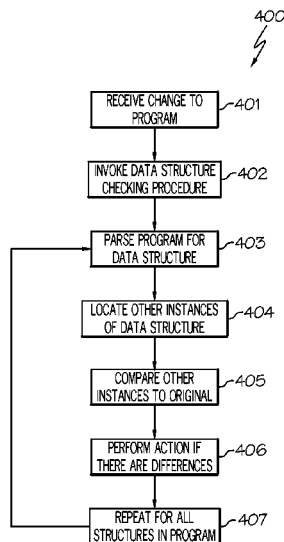 400
RECEIVE CHANGE TO
PROGRAM
401
INVOKE DATA STRUCTURE
CHECKING PROCEDURE
402
PARSE PROGRAM FOR
DATA STRUCTURE
403
LOCATE OTHER INSTANCES
OF DATA STRUCTURE
404
COMPARE OTHER
INSTANCES TO ORIGINAL
405
PERFORM ACTION IF
THERE ARE DIFFERENCES
406
REPEAT FOR ALL
STRUCTURES IN PROGRAM
407